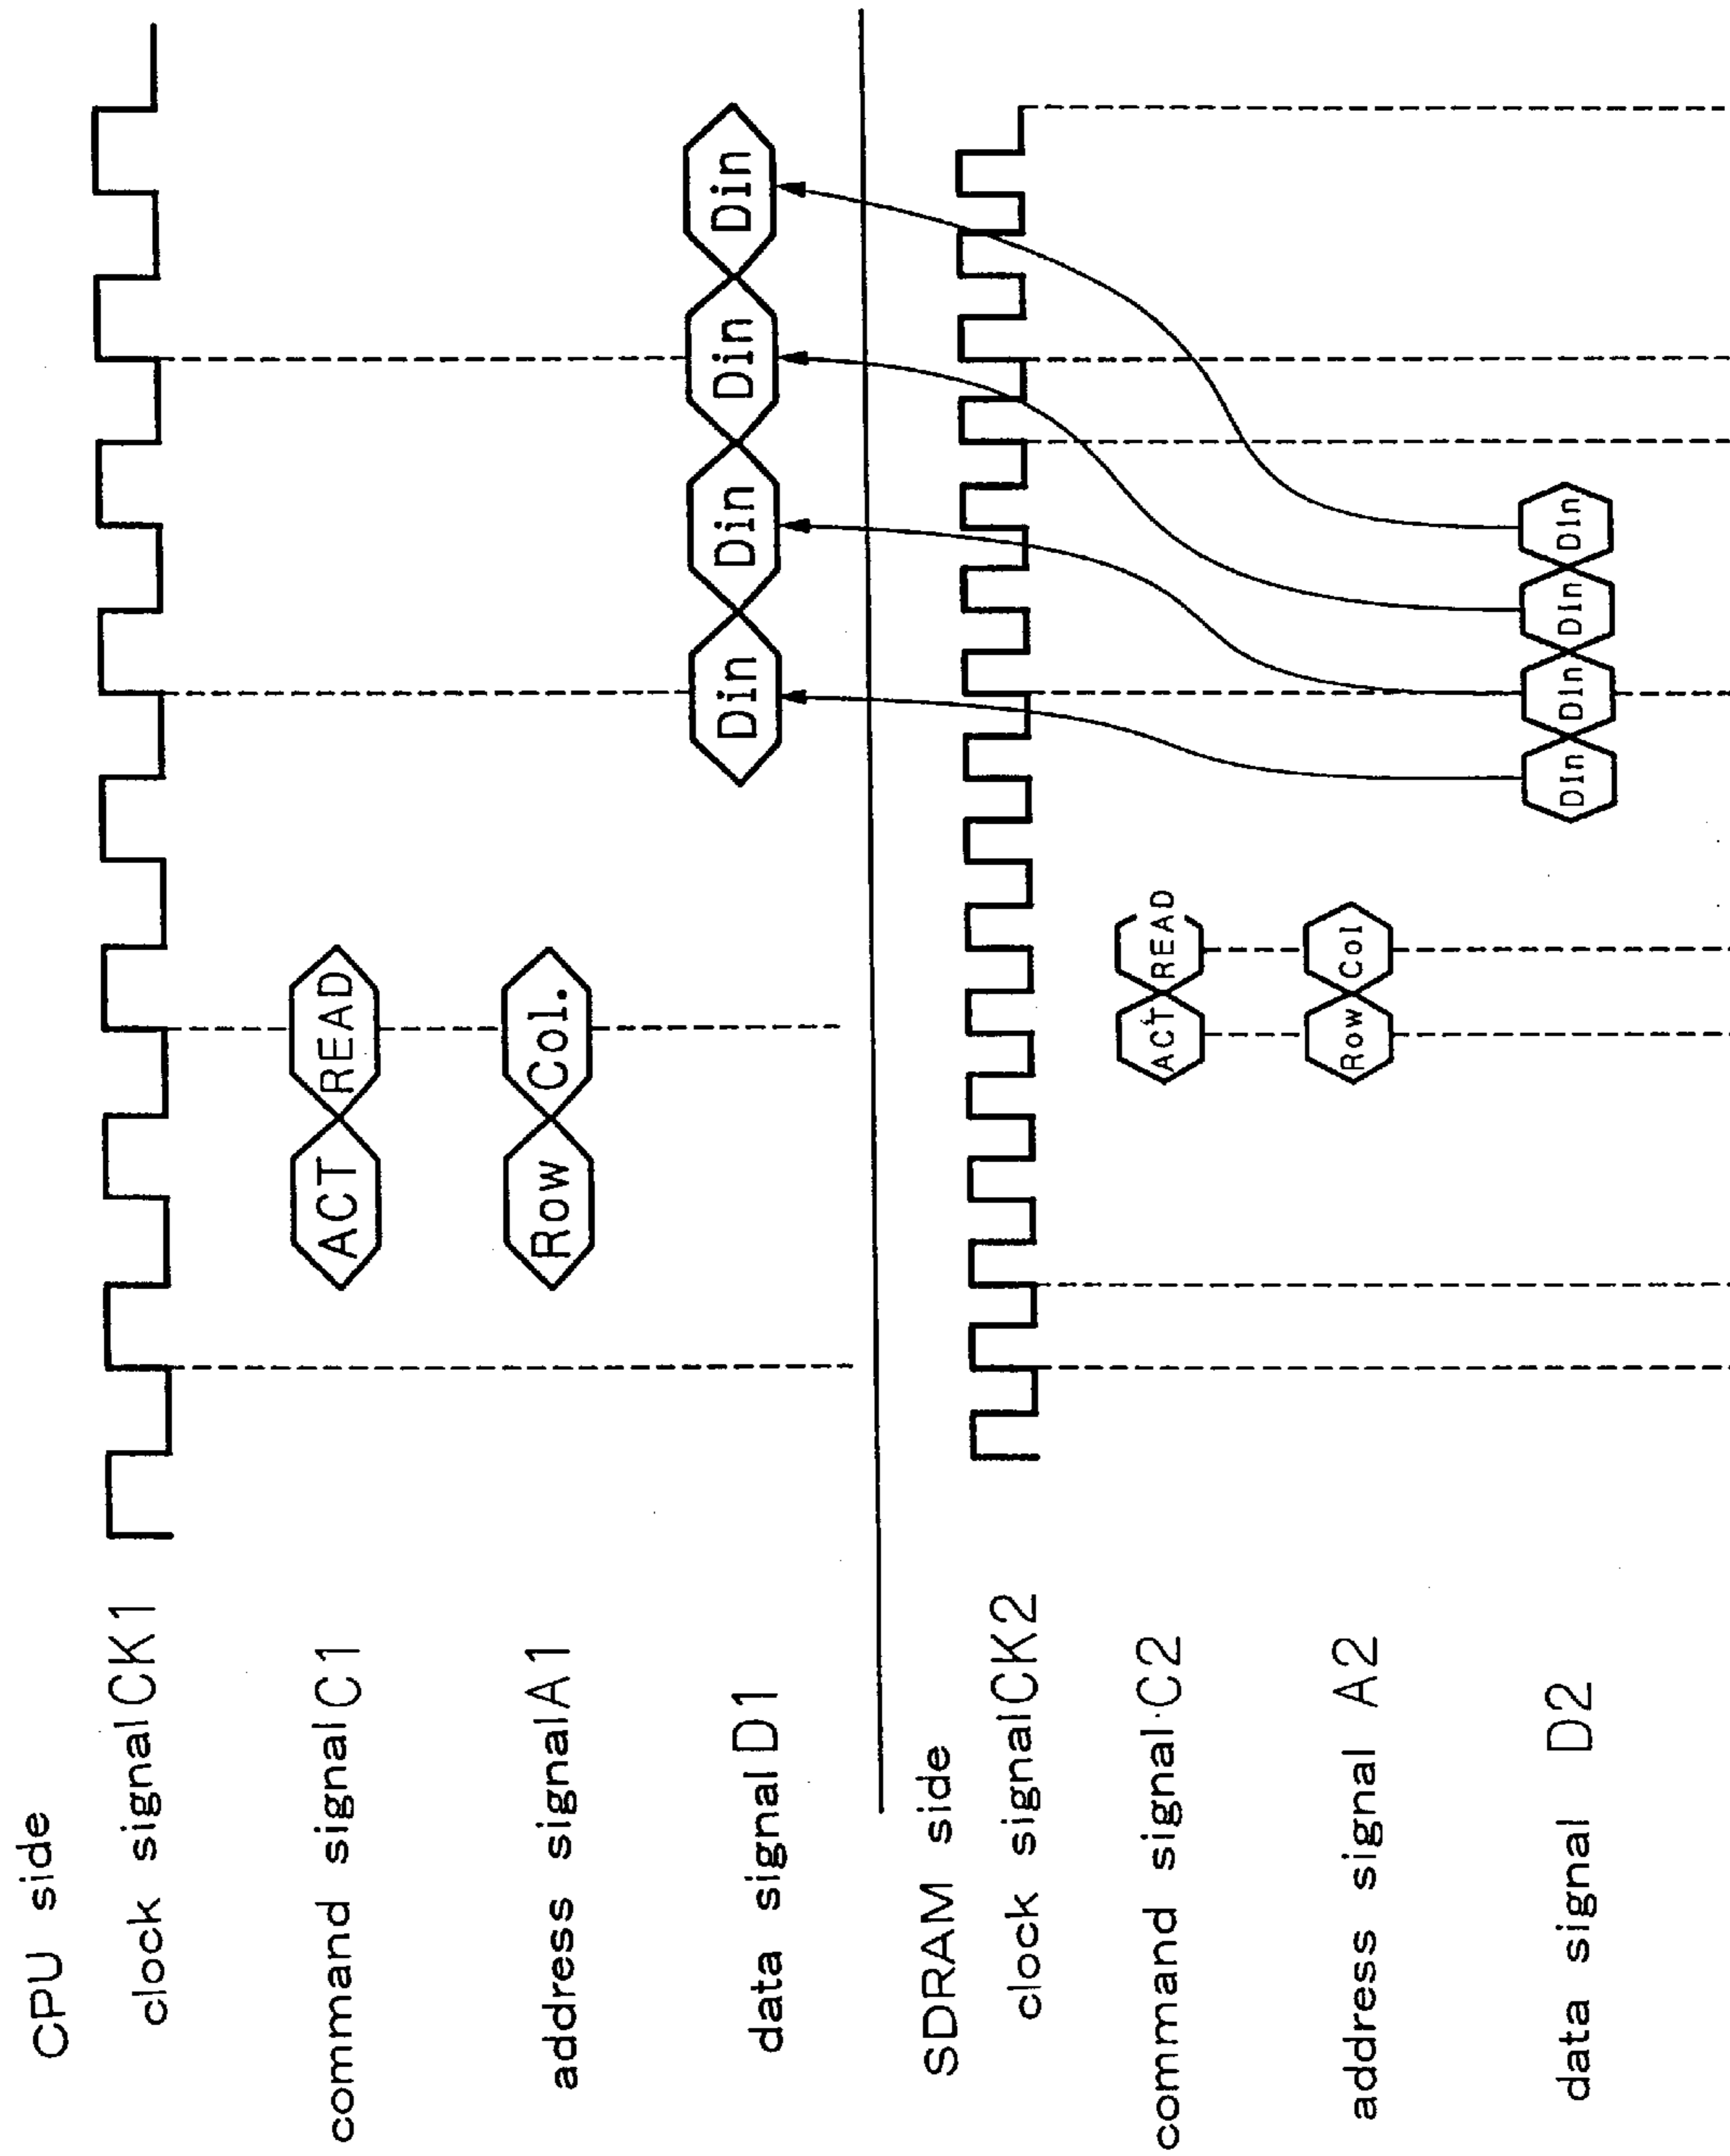 CPU side
clock signal CK1
command signal C1
ACT READ
address signal A1
Row Col.
data signal D1
Din Din Din Din
SDRAM side
clock signal CK2
command signal C2
ACT READ
address signal A2
Row Col
data signal D2
DIn DIn DIn DIn